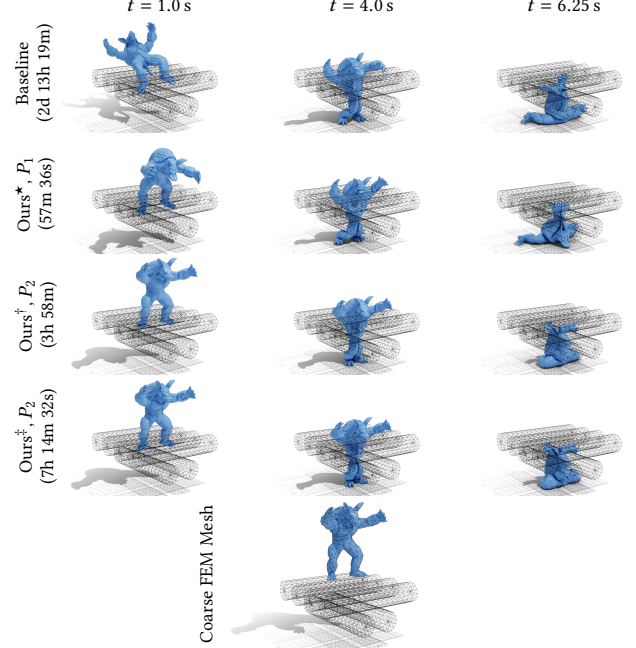 t = 1.0 s
t = 4.0 s
t = 6.25 s
Baseline
(2d 13h 19m)
Ours★, P₁
(57m 36s)
Ours†, P₂
(3h 58m)
Ours‡, P₂
(7h 14m 32s)
Coarse FEM Mesh